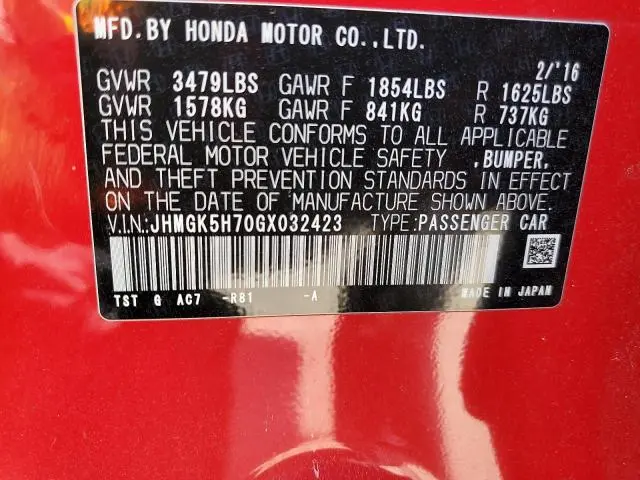 MFD.BY HONDA MOTOR CO.,LTD.
2/'16
GVWR 3479LBS GAWR F 1854LBS R 1625LBS
GVWR 1578KG GAWR F 841KG R 737KG
THIS VEHICLE CONFORMS TO ALL APPLICABLE
FEDERAL MOTOR VEHICLE SAFETY ,BUMPER,
AND THEFT PREVENTION STANDARDS IN EFFECT
ON THE DATE OF MANUFACTURE SHOWN ABOVE.
V.IN:JHMGK5H70GX032423 TYPE:PASSENGER CAR
TST G AC7 -R81 -A MADE IN JAPAN